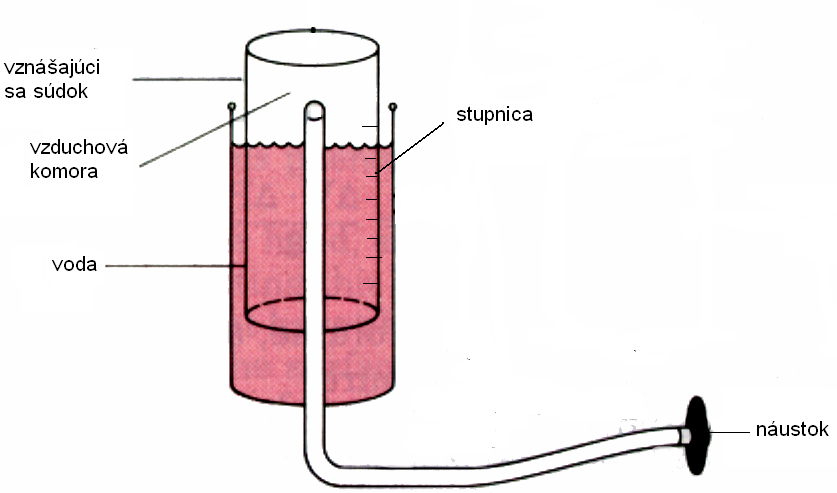 vznášajúci
sa súdok
stupnica
vzduchová
komora
voda
náustok